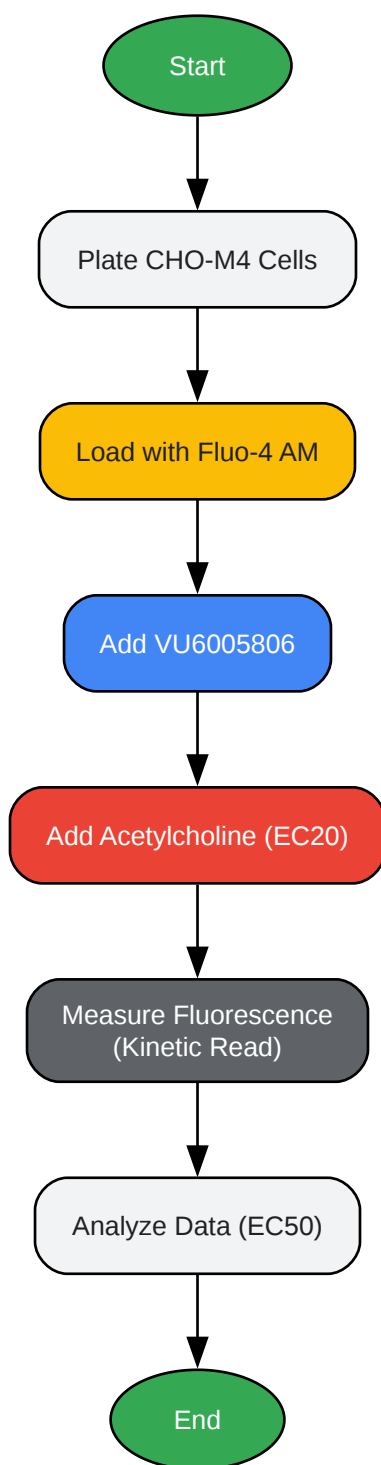 Start
Plate CHO-M4 Cells
Load with Fluo-4 AM
Add VU6005806
Add Acetylcholine (EC20)
Measure Fluorescence
(Kinetic Read)
Analyze Data (EC50)
End